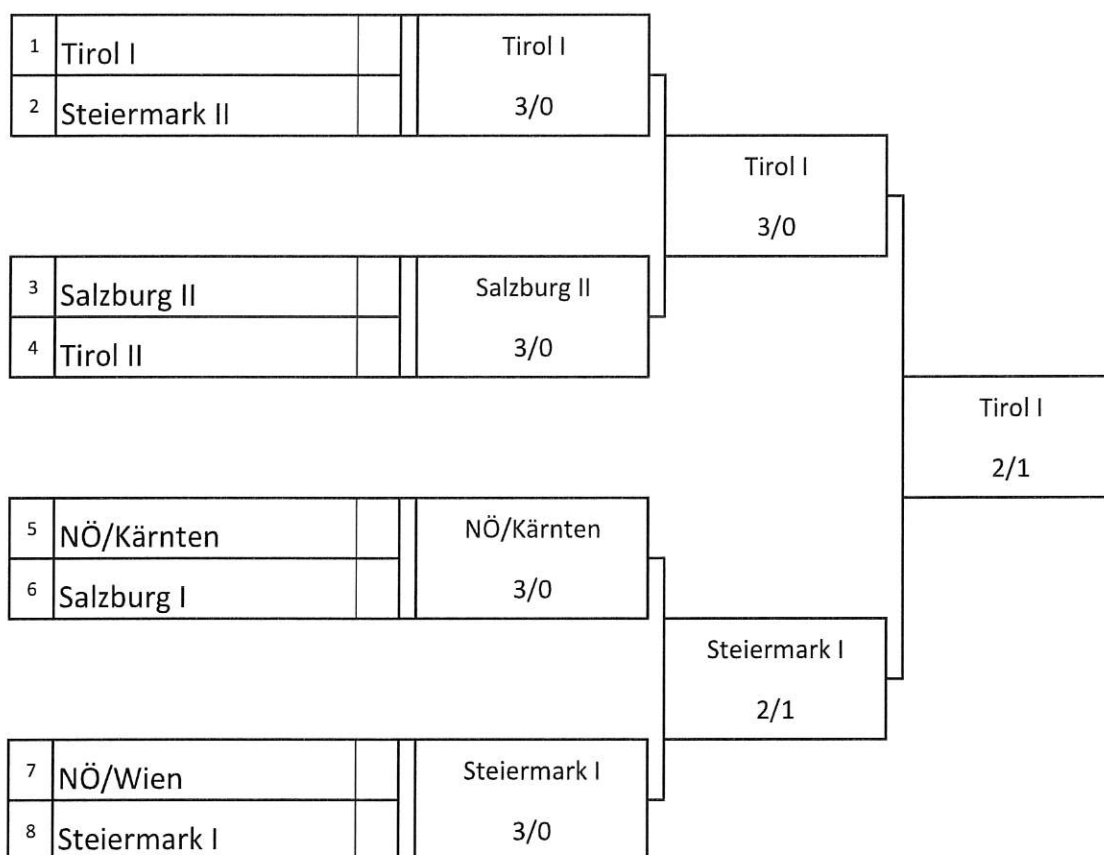 1 Tirol I
2 Steiermark II
Tirol I
3/0
3 Salzburg II
4 Tirol II
Salzburg II
3/0
5 NÖ/Kärnten
6 Salzburg I
NÖ/Kärnten
3/0
7 NÖ/Wien
8 Steiermark I
Steiermark I
3/0
Tirol I
3/0
Steiermark I
2/1
Tirol I
2/1